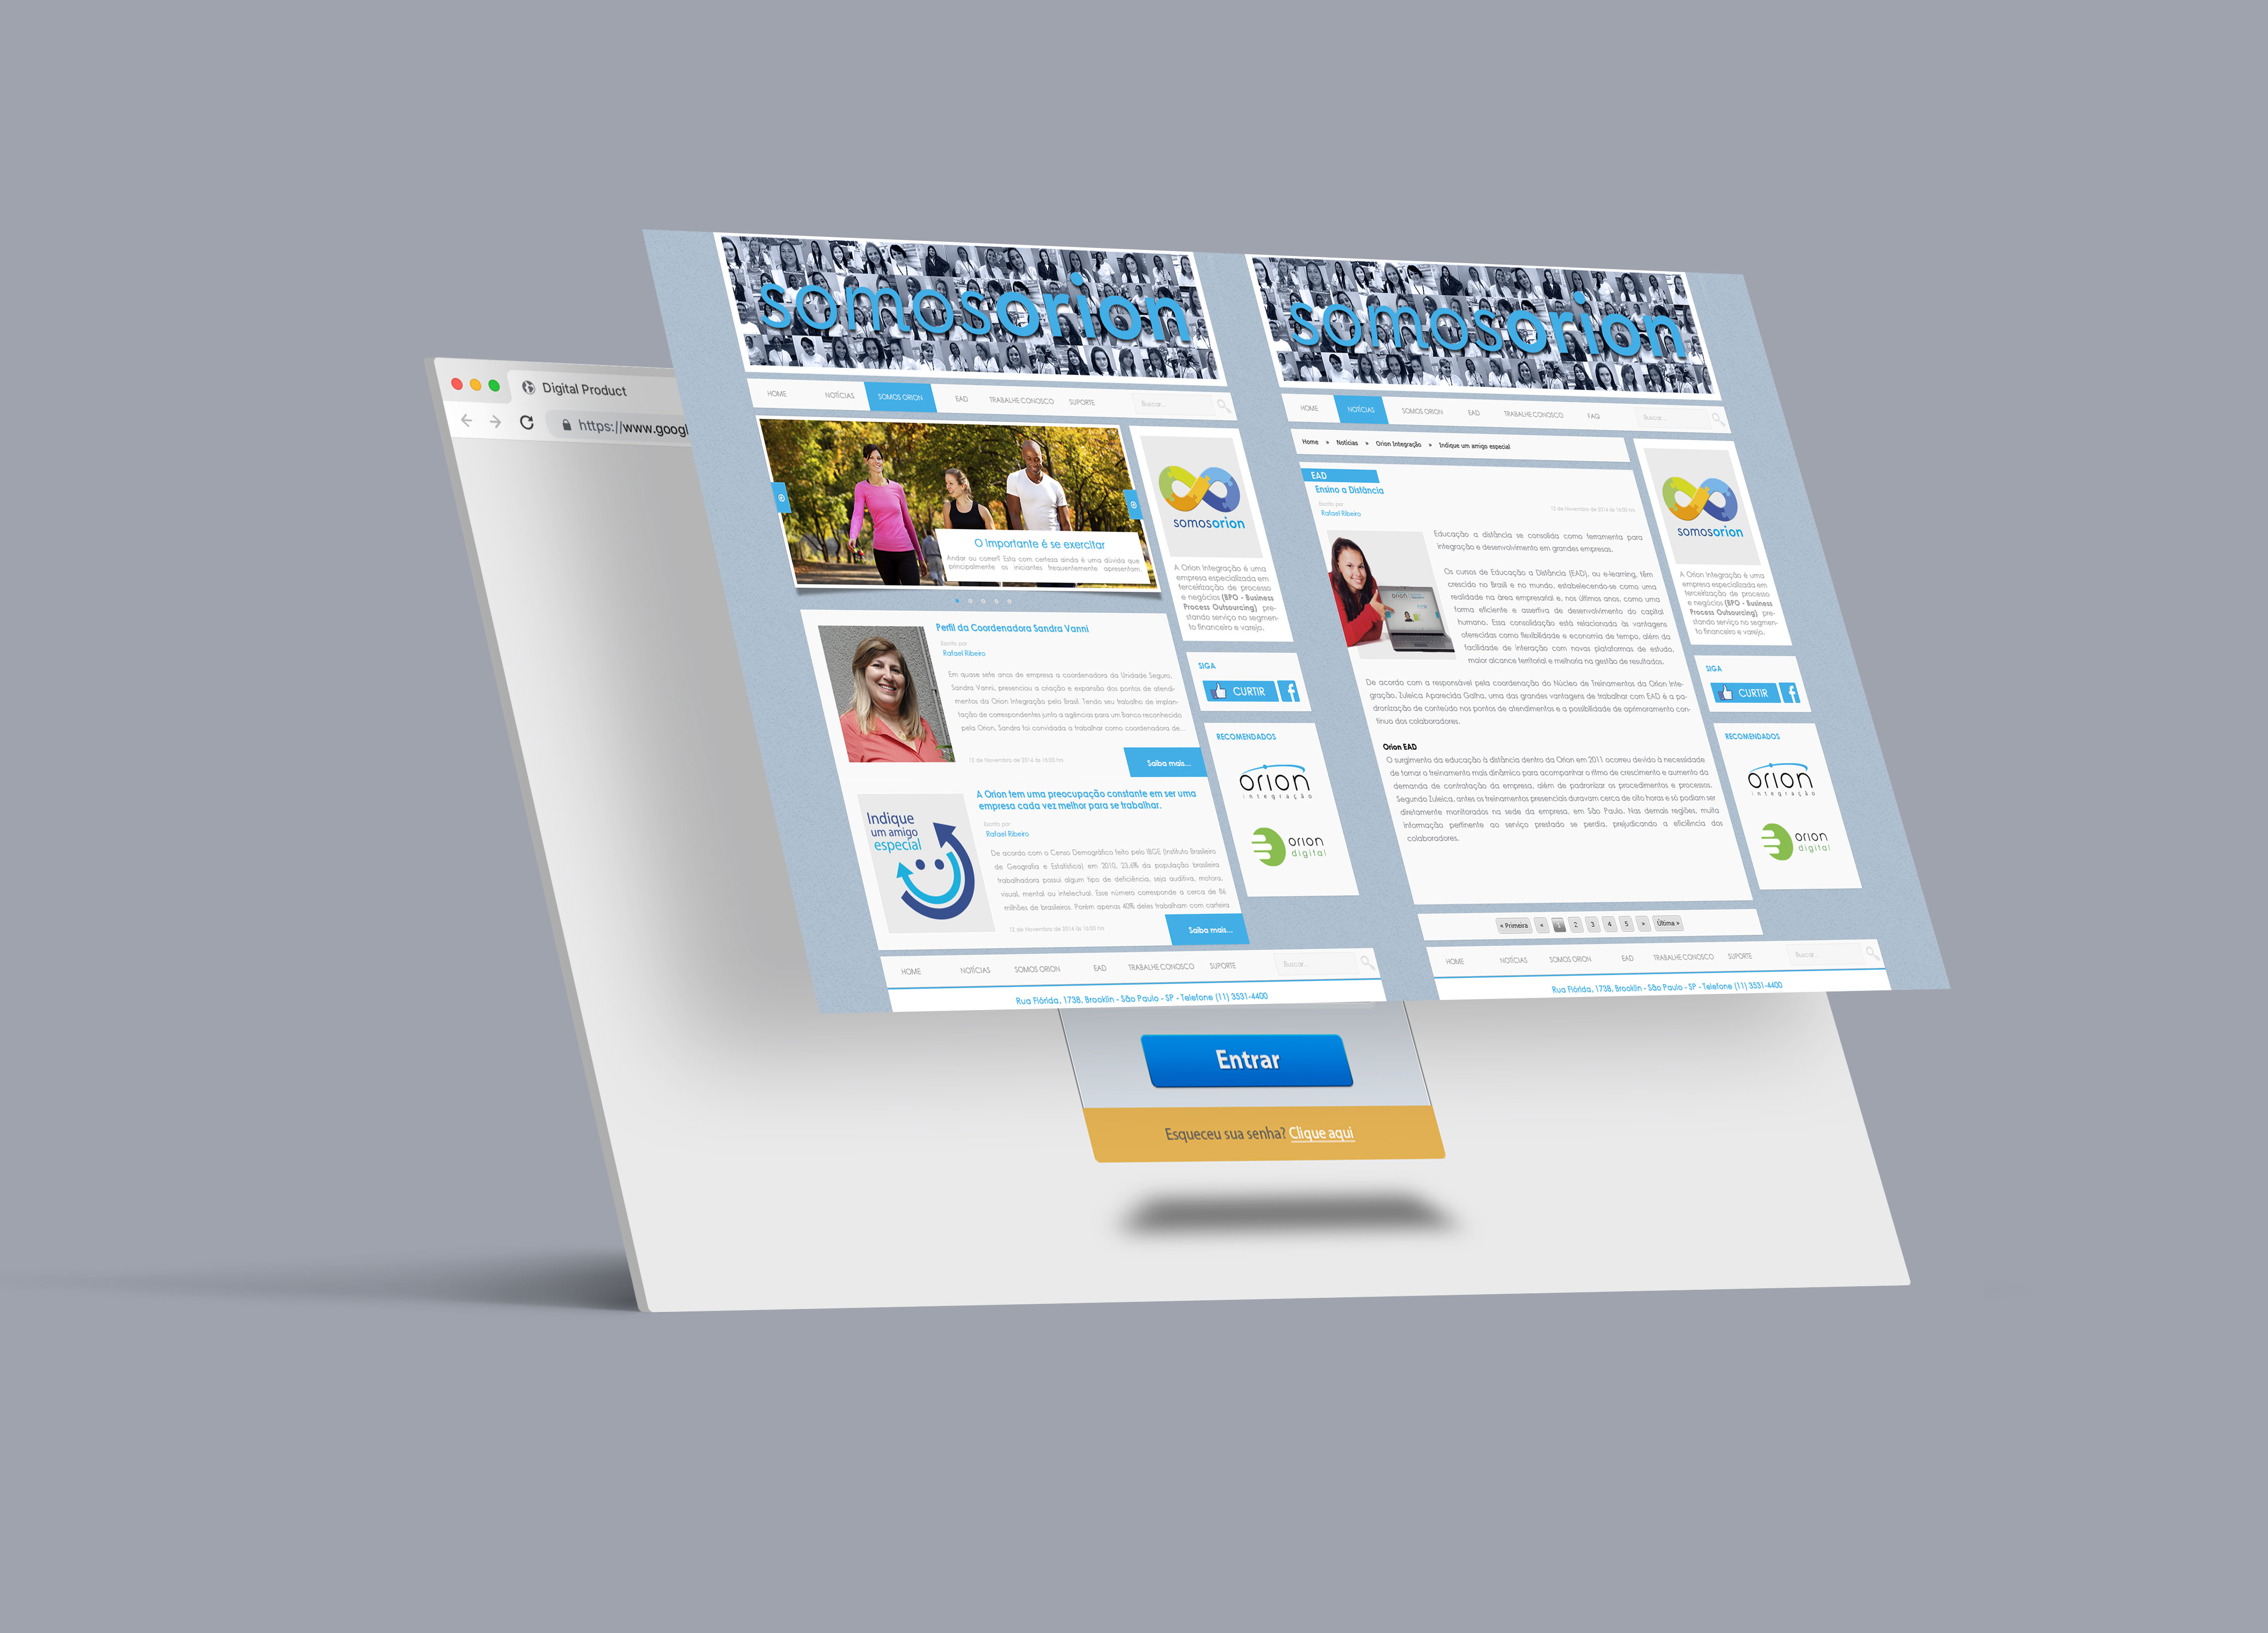 Digital Product
https://www.googl
somosorion
HOME
NOTÍCIAS
SOMOS ORION
EAD
TRABALHE CONOSCO
SUPORTE
Buscar...
O importante é se exercitar
Andar ou correr? Esta com certeza ainda é uma dúvida que
principalmente os iniciantes frequentemente apresentam.
somosorion
A Orion Integração é uma
empresa especializada em
terceirização de processo
e negócios (BPO - Business
Process Outsourcing) pre-
stando serviço no segmen-
to financeiro e varejo.
Perfil da Coordenadora Sandra Vanni
Escrito por
Rafael Ribeiro
Em quase sete anos de empresa a coordenadora da Unidade Seguro,
Sandra Vanni, presenciou a criação e expansão dos pontos de atendi-
mentos da Orion Integração pelo Brasil. Tendo seu trabalho de implan-
tação de correspondentes junto a agências para um Banco reconhecido
pela Orion, Sandra foi convidada a trabalhar como coordenadora de...
12 de Novembro de 2014 às 16:00 hrs
Saiba mais...
SIGA
CURTIR
RECOMENDADOS
orion
integração
orion
digital
Indique
um amigo
especial
A Orion tem uma preocupação constante em ser uma
empresa cada vez melhor para se trabalhar.
Escrito por
Rafael Ribeiro
De acordo com o Censo Demográfico feito pelo IBGE (Instituto Brasileiro
de Geografia e Estatística) em 2010, 23,6% da população brasileira
trabalhadora possui algum tipo de deficiência, seja auditiva, motora,
visual, mental ou intelectual. Esse número corresponde a cerca de 86
milhões de brasileiros. Porém apenas 40% deles trabalham com carteira
12 de Novembro de 2014 às 16:00 hrs
Saiba mais...
HOME
NOTÍCIAS
SOMOS ORION
EAD
TRABALHE CONOSCO
SUPORTE
Buscar...
Rua Flórida, 1738, Brooklin - São Paulo - SP - Telefone (11) 3531-4400
somosorion
HOME
NOTÍCIAS
SOMOS ORION
EAD
TRABALHE CONOSCO
FAQ
Buscar...
Home » Notícias » Orion Integração » Indique um amigo especial
EAD
Ensino a Distância
Escrito por
Rafael Ribeiro
12 de Novembro de 2014 às 16:00 hrs
Educação a distância se consolida como ferramenta para
integração e desenvolvimento em grandes empresas.
Os cursos de Educação a Distância (EAD), ou e-learning, têm
crescido no Brasil e no mundo, estabelecendo-se como uma
realidade na área empresarial e, nos últimos anos, como uma
forma eficiente e assertiva de desenvolvimento do capital
humano. Essa consolidação está relacionada às vantagens
oferecidas como flexibilidade e economia de tempo, além da
facilidade de interação com novas plataformas de estudo,
maior alcance territorial e melhoria na gestão de resultados.
De acordo com a responsável pela coordenação do Núcleo de Treinamentos da Orion Inte-
gração, Zuleica Aparecida Galha, uma das grandes vantagens de trabalhar com EAD é a pa-
dronização de conteúdo nos pontos de atendimentos e a possibilidade de aprimoramento con-
tínuo dos colaboradores.
Orion EAD
O surgimento da educação à distância dentro da Orion em 2011 ocorreu devido à necessidade
de tornar o treinamento mais dinâmico para acompanhar o ritmo de crescimento e aumento da
demanda de contratação da empresa, além de padronizar os procedimentos e processos.
Segundo Zuleica, antes os treinamentos presenciais duravam cerca de oito horas e só podiam ser
diretamente monitorados na sede da empresa, em São Paulo. Nas demais regiões, muita
informação pertinente ao serviço prestado se perdia, prejudicando a eficiência dos
colaboradores.
somosorion
A Orion Integração é uma
empresa especializada em
terceirização de processo
e negócios (BPO - Business
Process Outsourcing) pre-
stando serviço no segmen-
to financeiro e varejo.
SIGA
CURTIR
RECOMENDADOS
orion
integração
orion
digital
« Primeira « 1 2 3 4 5 » Última »
HOME
NOTÍCIAS
SOMOS ORION
EAD
TRABALHE CONOSCO
SUPORTE
Buscar...
Rua Flórida, 1738, Brooklin - São Paulo - SP - Telefone (11) 3531-4400
Entrar
Esqueceu sua senha? Clique aqui